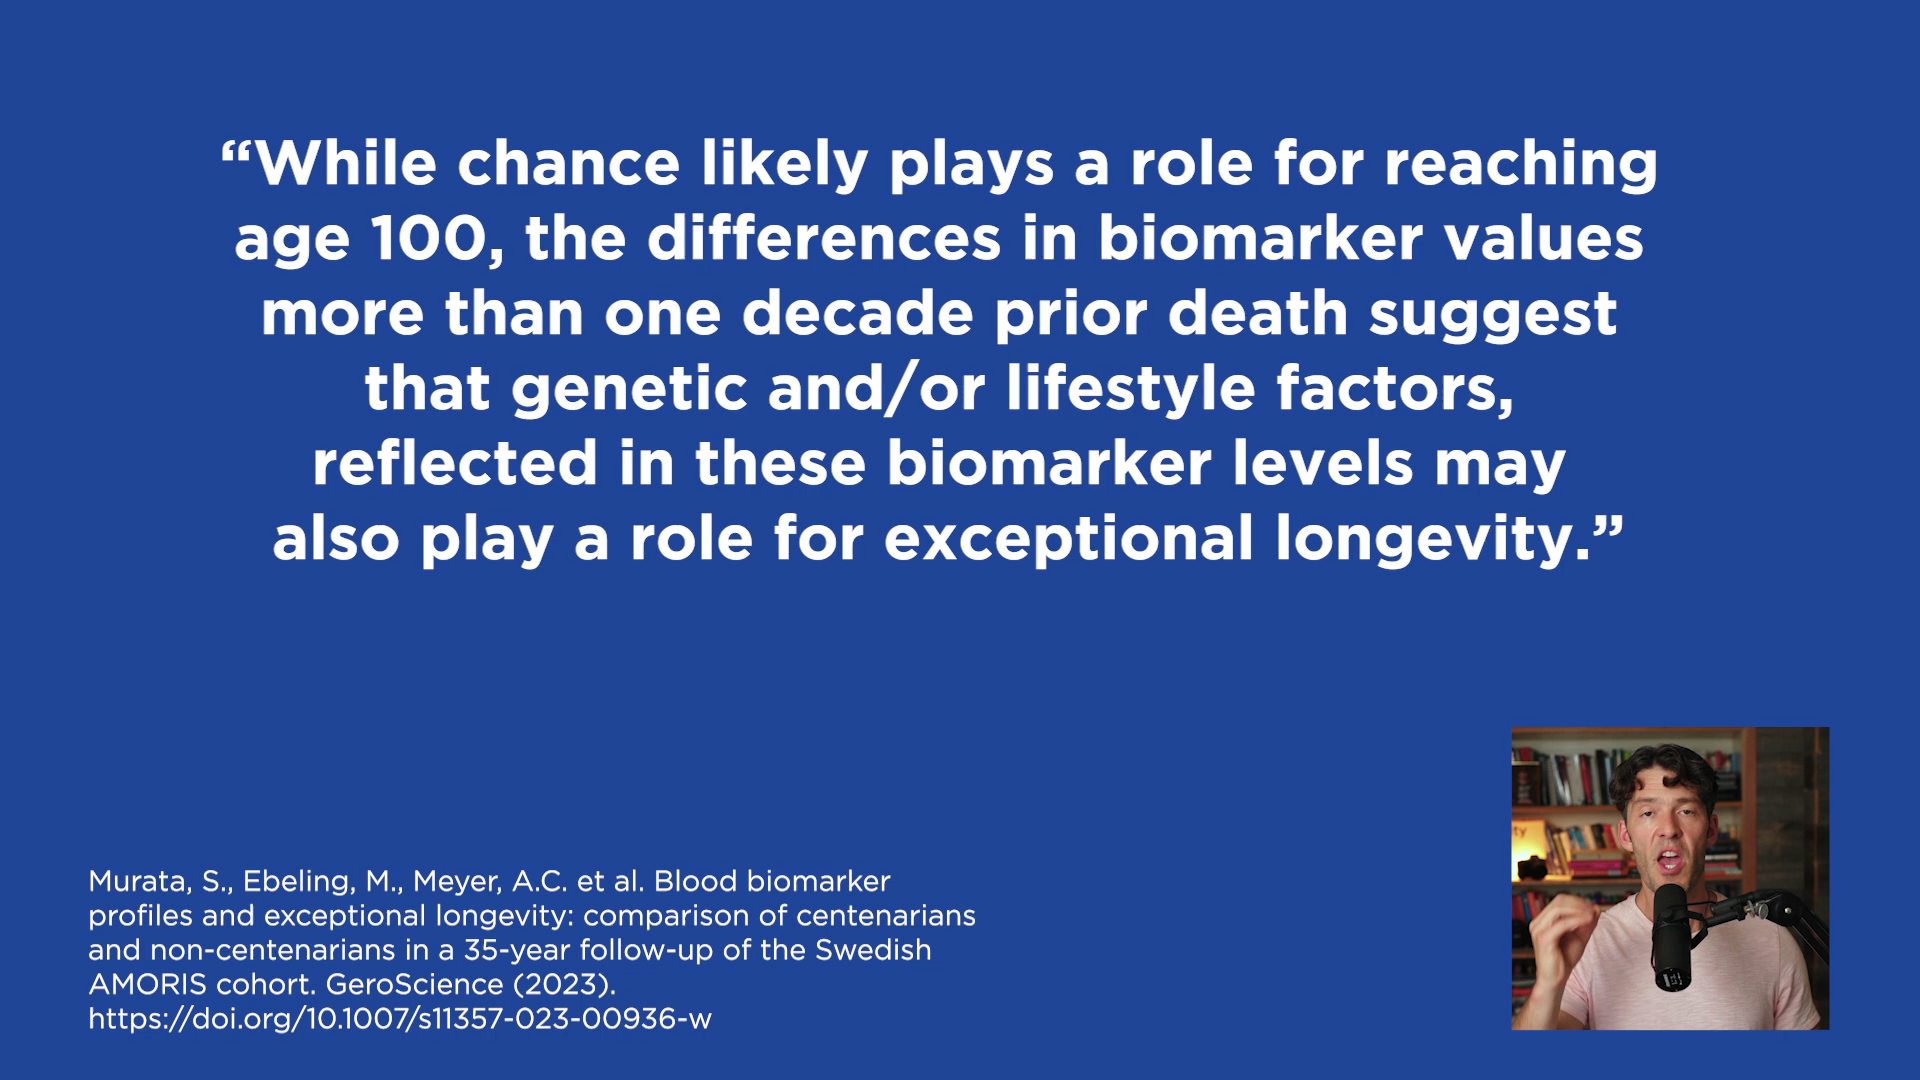 “While chance likely plays a role for reaching
age 100, the differences in biomarker values
more than one decade prior death suggest
that genetic and/or lifestyle factors,
reflected in these biomarker levels may
also play a role for exceptional longevity.”
Murata, S., Ebeling, M., Meyer, A.C. et al. Blood biomarker
profiles and exceptional longevity: comparison of centenarians
and non-centenarians in a 35-year follow-up of the Swedish
AMORIS cohort. GeroScience (2023).
https://doi.org/10.1007/s11357-023-00936-w